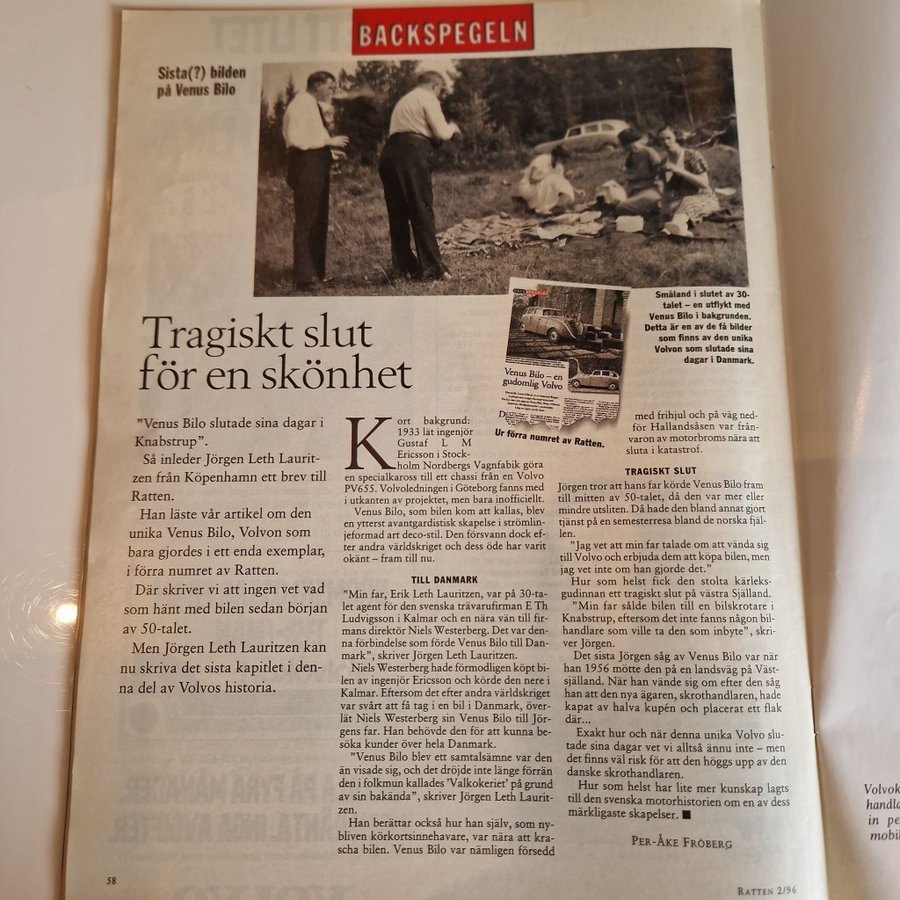 BACKSPEGELN
Sista(?) bilden
på Venus Bilo
Småland i slutet av 30-
talet – en utflykt med
Venus Bilo i bakgrunden.
Detta är en av de få bilder
som finns av den unika
Volvon som slutade sina
dagar i Danmark.
Venus Bilo – en
gudomlig Volvo
Ur förra numret av Ratten.
Tragiskt slut
för en skönhet
"Venus Bilo slutade sina dagar i
Knabstrup".
Så inleder Jörgen Leth Laurit-
zen från Köpenhamn ett brev till
Ratten.
Han läste vår artikel om den
unika Venus Bilo, Volvon som
bara gjordes i ett enda exemplar,
i förra numret av Ratten.
Där skriver vi att ingen vet vad
som hänt med bilen sedan början
av 50-talet.
Men Jörgen Leth Lauritzen kan
nu skriva det sista kapitlet i den-
na del av Volvos historia.
Kort bakgrund:
1933 lät ingenjör
Gustaf L M
Ericsson i Stock-
holm Nordbergs Vagnfabik göra
en specialkaross till ett chassi från en Volvo
PV655. Volvoledningen i Göteborg fanns med
i utkanten av projektet, men bara inofficiellt.
Venus Bilo, som bilen kom att kallas, blev
en ytterst avantgardistisk skapelse i strömlin-
jeformad art deco-stil. Den försvann dock ef-
ter andra världskriget och dess öde har varit
okänt – fram till nu.
TILL DANMARK
"Min far, Erik Leth Lauritzen, var på 30-ta-
let agent för den svenska trävarufirman E Th
Ludvigsson i Kalmar och en nära vän till fir-
mans direktör Niels Westerberg. Det var den-
na förbindelse som förde Venus Bilo till Dan-
mark", skriver Jörgen Leth Lauritzen.
Niels Westerberg hade förmodligen köpt bi-
len av ingenjör Ericsson och körde den nere i
Kalmar. Eftersom det efter andra världskriget
var svårt att få tag i en bil i Danmark, över-
lät Niels Westerberg sin Venus Bilo till Jör-
gens far. Han behövde den för att kunna be-
söka kunder över hela Danmark.
"Venus Bilo blev ett samtalsämne var den
än visade sig, och det dröjde inte länge förrän
den i folkmun kallades 'Valkokeriet' på grund
av sin bakända", skriver Jörgen Leth Laurit-
zen.
Han berättar också hur han själv, som ny-
bliven körkortsinnehavare, var nära att kra-
scha bilen. Venus Bilo var nämligen försedd
med frihjul och på väg ned-
för Hallandsåsen var från-
varon av motorbroms nära att
sluta i katastrof.
TRAGISKT SLUT
Jörgen tror att hans far körde Venus Bilo fram
till mitten av 50-talet, då den var mer eller
mindre utsliten. Då hade den bland annat gjort
tjänst på en semesterresa bland de norska fjäl-
len.
"Jag vet att min far talade om att vända sig
till Volvo och erbjuda dem att köpa bilen, men
jag vet inte om han gjorde det."
Hur som helst fick den stolta kärleks-
gudinnan ett tragiskt slut på västra Själland.
"Min far sålde bilen till en bilskrotare i
Knabstrup, eftersom det inte fanns någon bil-
handlare som ville ta den som inbyte", skri-
ver Jörgen.
Det sista Jörgen såg av Venus Bilo var när
han 1956 mötte den på en landsväg på Väst-
själland. När han vände sig om efter den såg
han att den nya ägaren, skrothandlaren, hade
kapat av halva kupén och placerat ett flak
där...
Exakt hur och när denna unika Volvo slu-
tade sina dagar vet vi alltså ännu inte – men
det finns väl risk för att den höggs upp av den
danske skrothandlaren.
Hur som helst har lite mer kunskap lagts
till den svenska motorhistorien om en av dess
märkligaste skapelser. ■
PER-ÅKE FRÖBERG
58
RATTEN 2/96
Volvok
handla
in pe
mobil